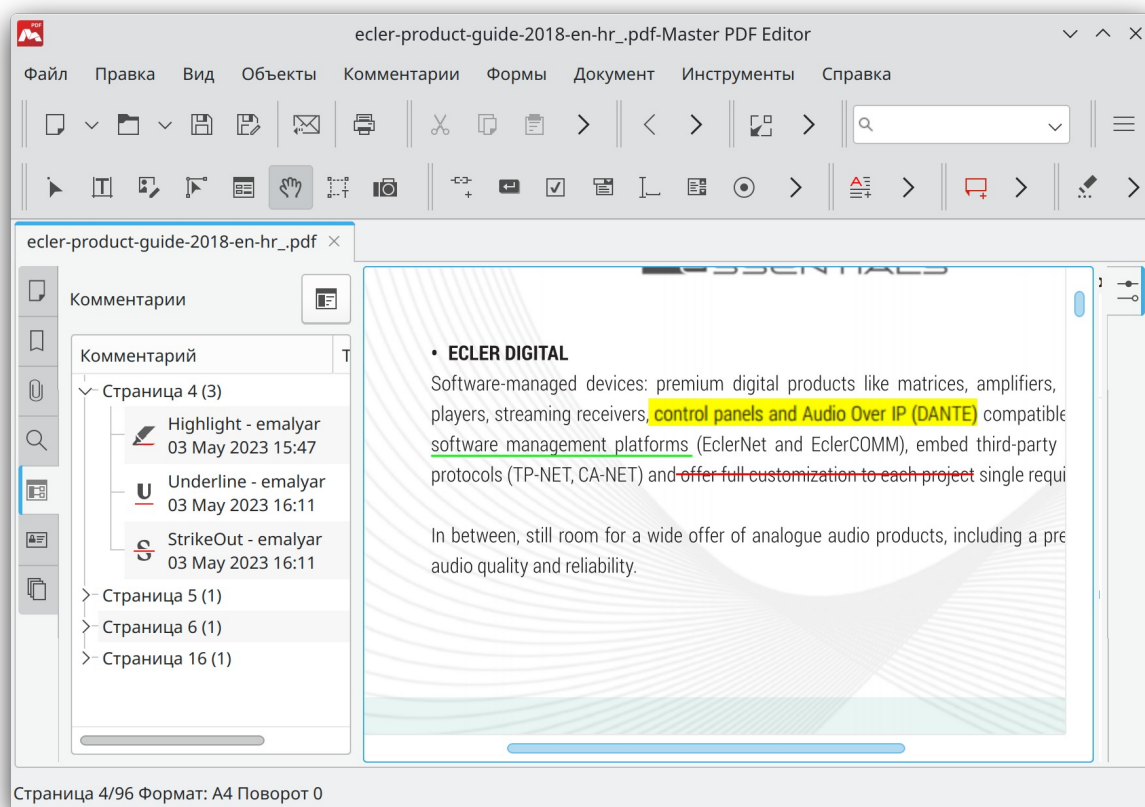 PDF
ecler-product-guide-2018-en-hr_.pdf-Master PDF Editor
Файл Правка Вид Объекты Комментарии Формы Документ Инструменты Справка
ecler-product-guide-2018-en-hr_.pdf
Комментарии
Комментарий Т
Страница 4 (3)
Highlight - emalyar
03 May 2023 15:47
Underline - emalyar
03 May 2023 16:11
StrikeOut - emalyar
03 May 2023 16:11
Страница 5 (1)
Страница 6 (1)
Страница 16 (1)
• ECLER DIGITAL
Software-managed devices: premium digital products like matrices, amplifiers,
players, streaming receivers, control panels and Audio Over IP (DANTE) compatible
software management platforms (EclerNet and EclerCOMM), embed third-party
protocols (TP-NET, CA-NET) and offer full customization to each project single requi
In between, still room for a wide offer of analogue audio products, including a pre
audio quality and reliability.
Страница 4/96 Формат: A4 Поворот 0